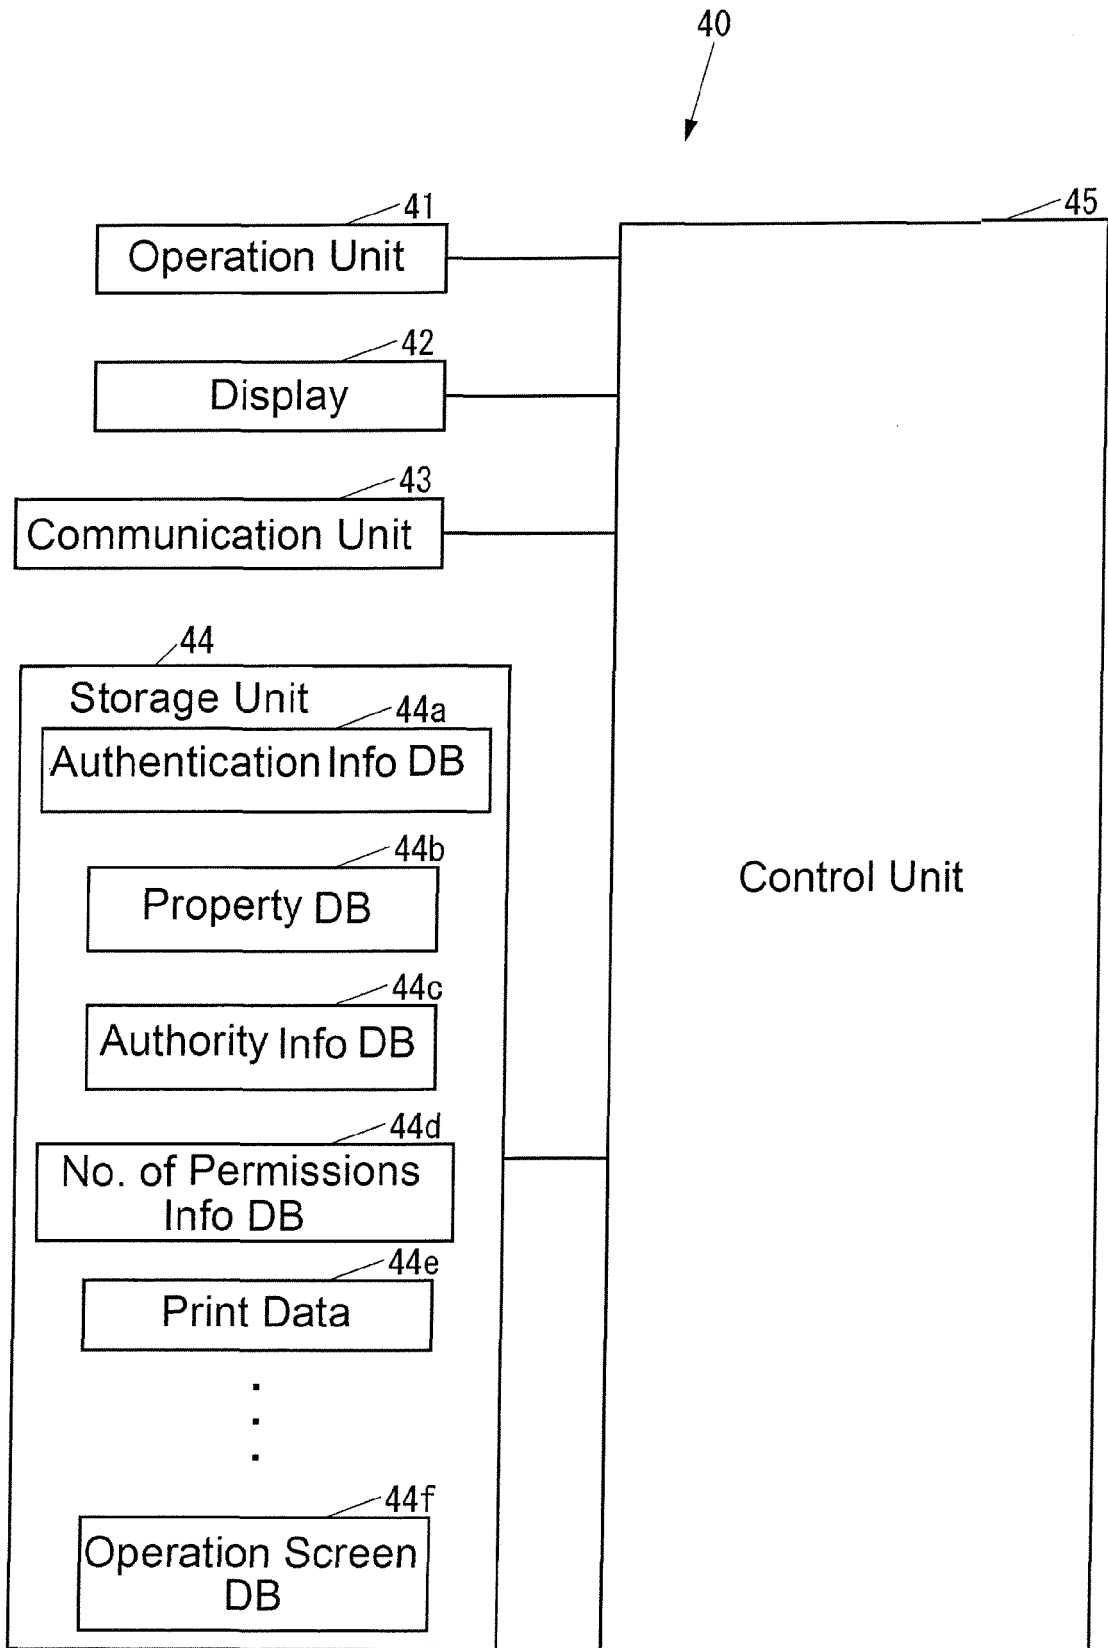 40
41
Operation Unit
42
Display
43
Communication Unit
44
Storage Unit
44a
Authentication Info DB
44b
Property DB
44c
Authority Info DB
44d
No. of Permissions
Info DB
44e
Print Data
44f
Operation Screen
DB
45
Control Unit